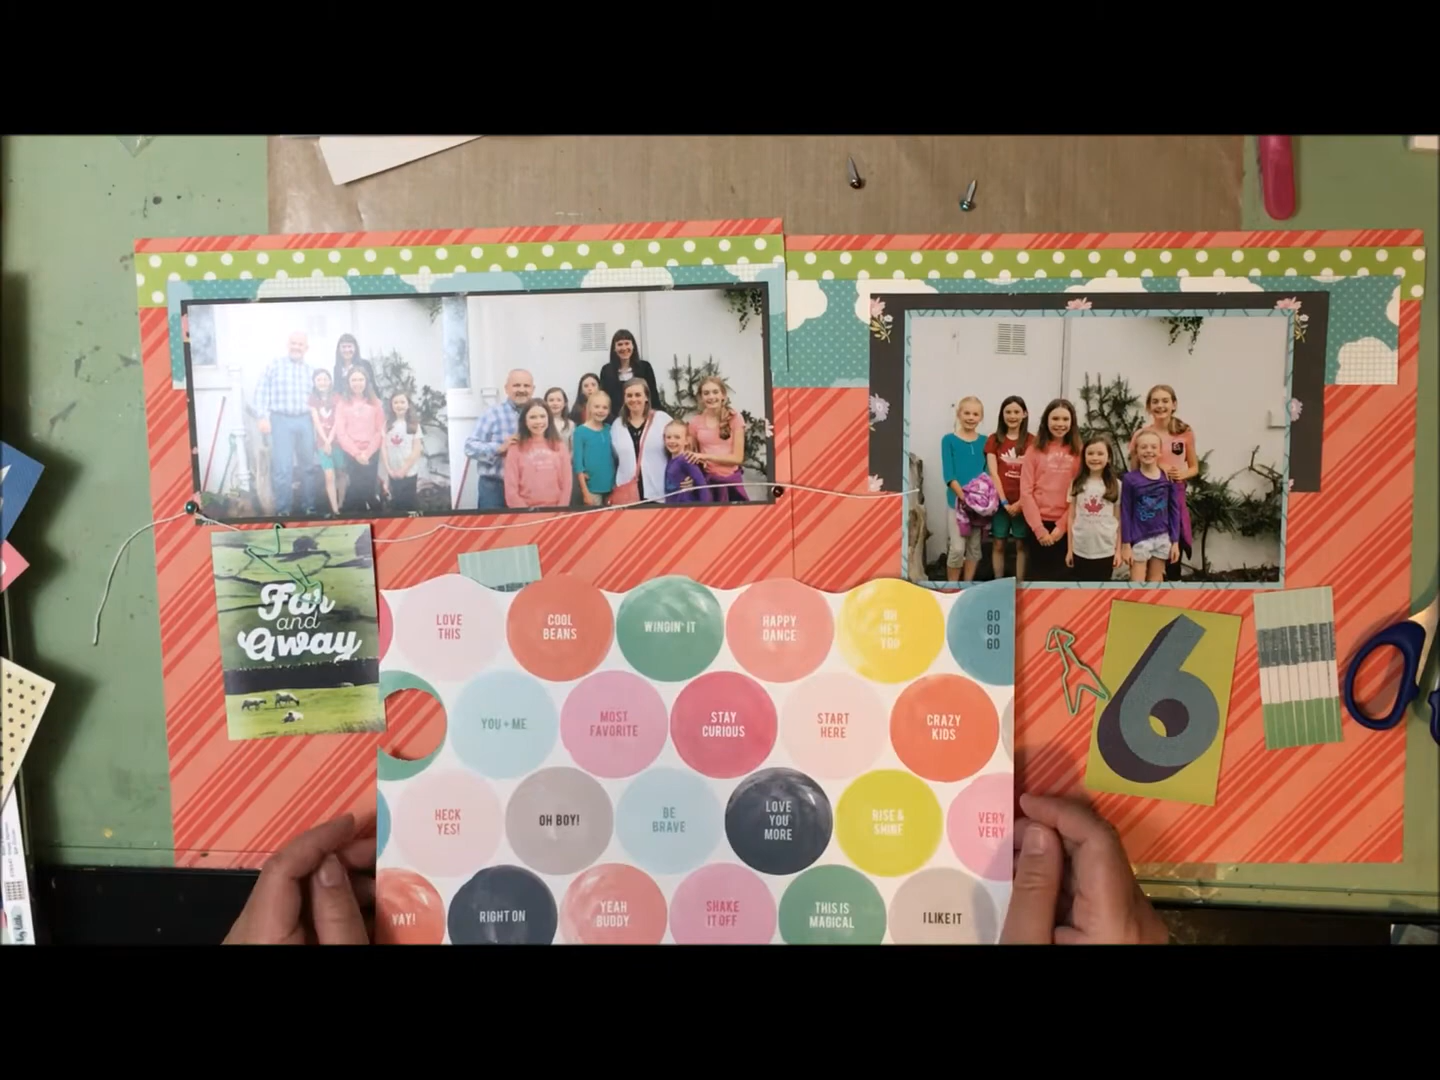 Far
and
Away
LOVE
THIS
COOL
BEANS
WINGIN' IT
HAPPY
DANCE
OH
HEY
YOU
GO
GO
GO
YOU + ME
MOST
FAVORITE
STAY
CURIOUS
START
HERE
CRAZY
KIDS
6
HECK
YES!
OH BOY!
BE
BRAVE
LOVE
YOU
MORE
RISE &
SHINE
VERY
VERY
YAY!
RIGHT ON
YEAH
BUDDY
SHAKE
IT OFF
THIS IS
MAGICAL
I LIKE IT